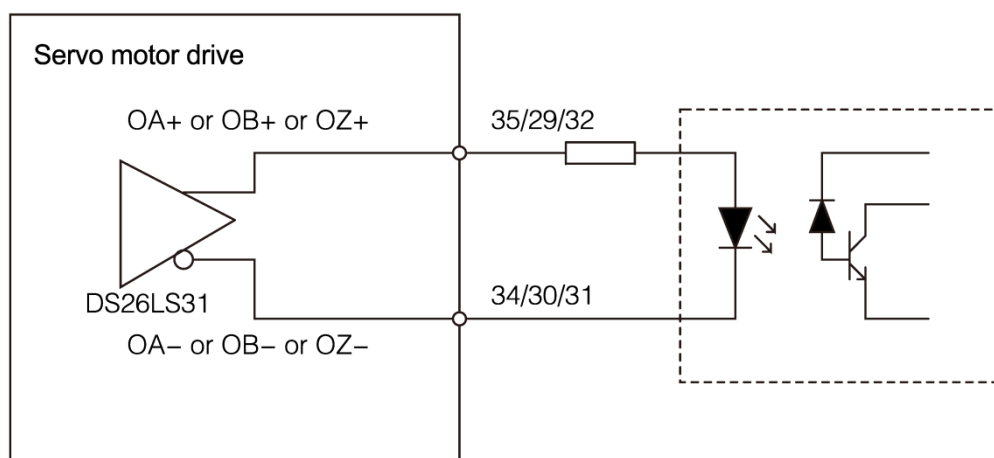 Servo motor drive
OA+ or OB+ or OZ+
35/29/32
DS26LS31
34/30/31
OA− or OB− or OZ−